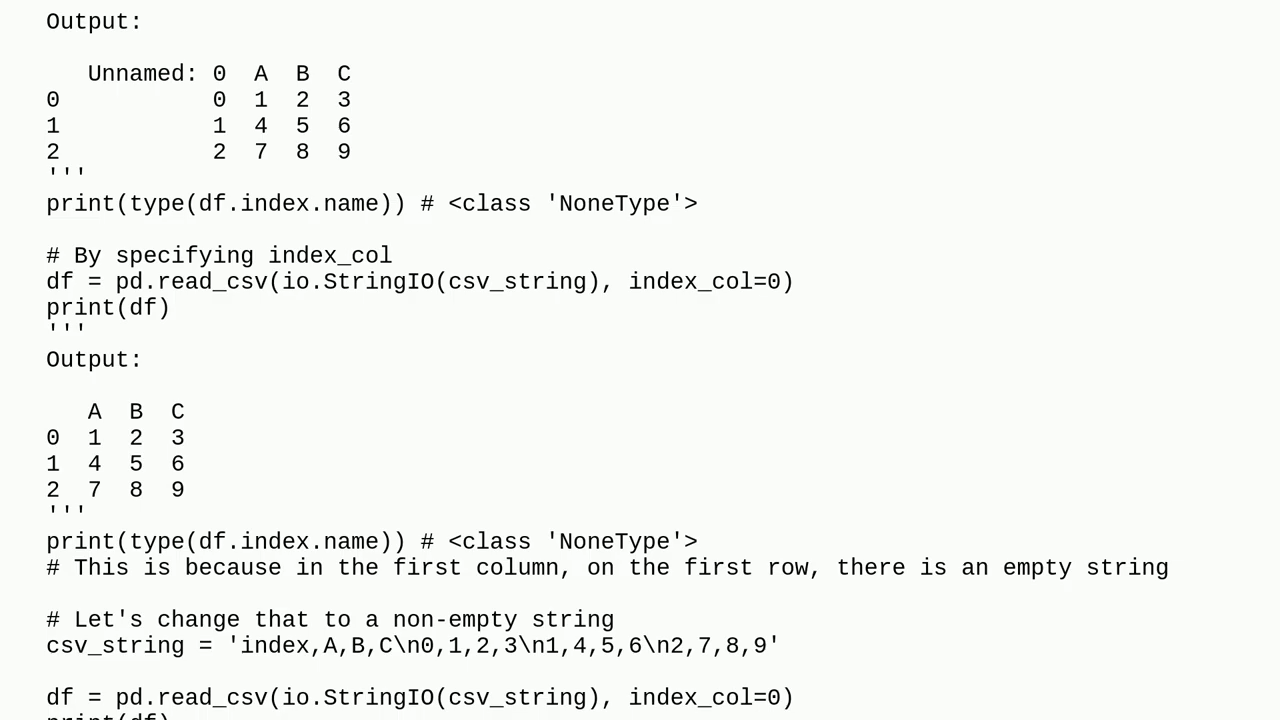 Output:
   Unnamed: 0  A  B  C
0           0  1  2  3
1           1  4  5  6
2           2  7  8  9
'''
print(type(df.index.name)) # <class 'NoneType'>
# By specifying index_col
df = pd.read_csv(io.StringIO(csv_string), index_col=0)
print(df)
'''
Output:
   A  B  C
0  1  2  3
1  4  5  6
2  7  8  9
'''
print(type(df.index.name)) # <class 'NoneType'>
# This is because in the first column, on the first row, there is an empty string
# Let's change that to a non-empty string
csv_string = 'index,A,B,C\n0,1,2,3\n1,4,5,6\n2,7,8,9'
df = pd.read_csv(io.StringIO(csv_string), index_col=0)
print(df)